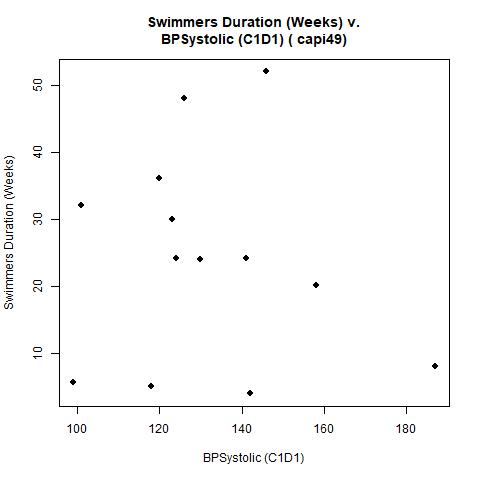 Swimmers Duration (Weeks) v.
BPSystolic (C1D1) ( capi49)
Swimmers Duration (Weeks)
50
40
30
20
10
100 120 140 160 180
BPSystolic (C1D1)